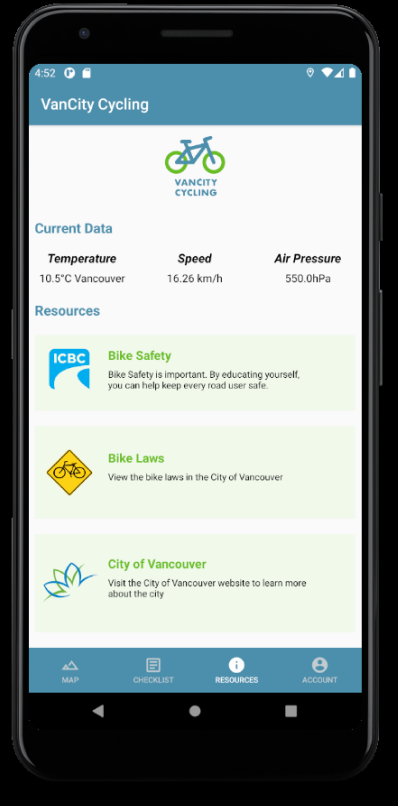 4:52
VanCity Cycling
VANCITY
CYCLING
Current Data
Temperature Speed Air Pressure
10.5°C Vancouver 16.26 km/h 550.0hPa
Resources
ICBC
Bike Safety
Bike Safety is important. By educating yourself,
you can help keep every road user safe.
Bike Laws
View the bike laws in the City of Vancouver
City of Vancouver
Visit the City of Vancouver website to learn more
about the city
MAP CHECKLIST RESOURCES ACCOUNT